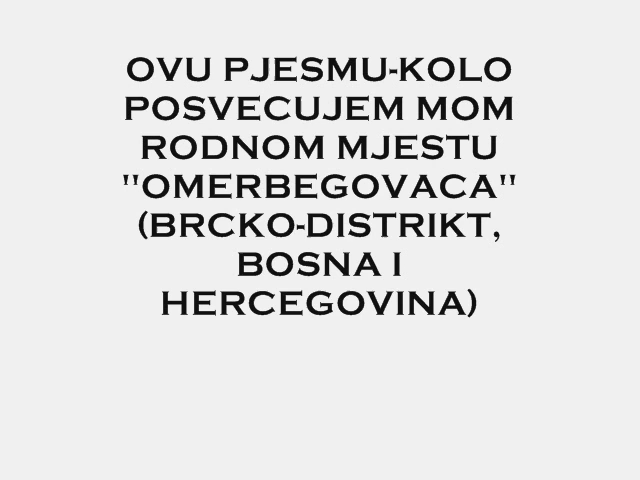 OVU PJESMU-KOLO
POSVECUJEM MOM
RODNOM MJESTU
"OMERBEGOVACA"
(BRCKO-DISTRIKT,
BOSNA I
HERCEGOVINA)